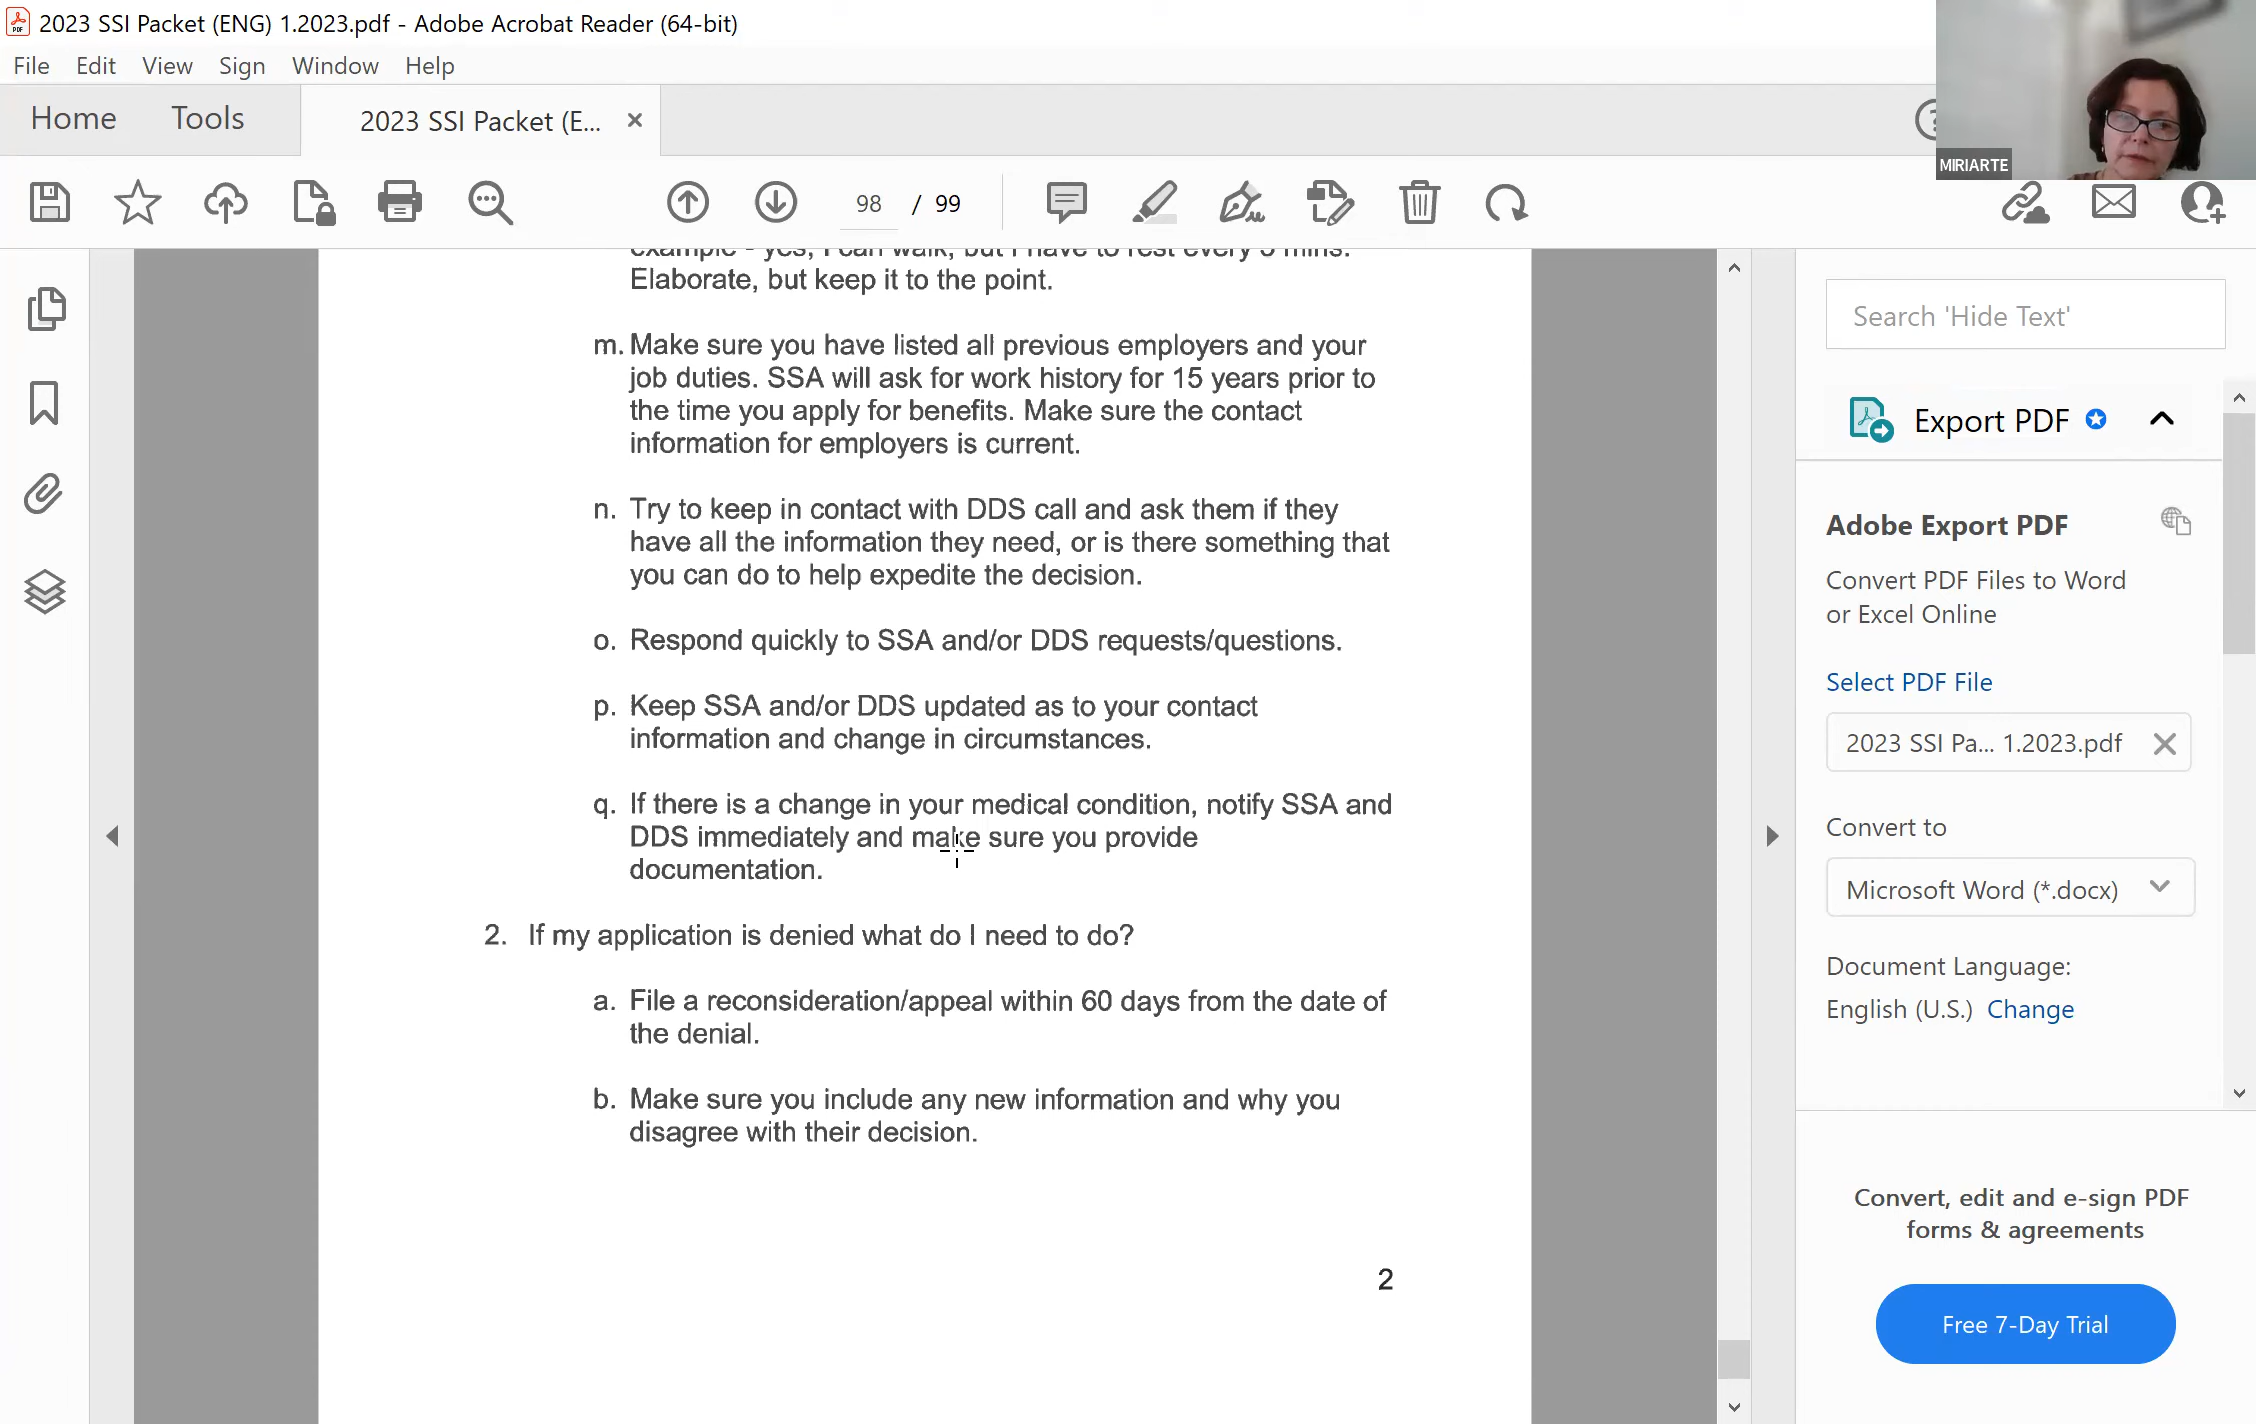 2023 SSI Packet (ENG) 1.2023.pdf - Adobe Acrobat Reader (64-bit)
File Edit View Sign Window Help
Home Tools 2023 SSI Packet (E...
MIRIARTE
98 / 99
example - yes, I can walk, but I have to rest every 5 mins.
Elaborate, but keep it to the point.
m. Make sure you have listed all previous employers and your
job duties. SSA will ask for work history for 15 years prior to
the time you apply for benefits. Make sure the contact
information for employers is current.
n. Try to keep in contact with DDS call and ask them if they
have all the information they need, or is there something that
you can do to help expedite the decision.
o. Respond quickly to SSA and/or DDS requests/questions.
p. Keep SSA and/or DDS updated as to your contact
information and change in circumstances.
q. If there is a change in your medical condition, notify SSA and
DDS immediately and make sure you provide
documentation.
2. If my application is denied what do I need to do?
a. File a reconsideration/appeal within 60 days from the date of
the denial.
b. Make sure you include any new information and why you
disagree with their decision.
2
Search 'Hide Text'
Export PDF
Adobe Export PDF
Convert PDF Files to Word
or Excel Online
Select PDF File
2023 SSI Pa... 1.2023.pdf
Convert to
Microsoft Word (*.docx)
Document Language:
English (U.S.) Change
Convert, edit and e-sign PDF
forms & agreements
Free 7-Day Trial